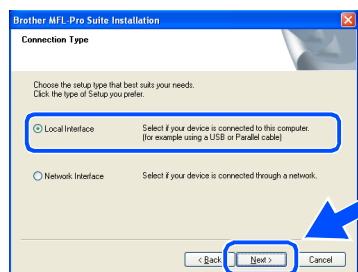 Brother MFL-Pro Suite Installation
Connection Type
Choose the setup type that best suits your needs.
Click the type of Setup you prefer.
Local Interface Select if your device is connected to this computer.
(for example using a USB or Parallel cable)
Network Interface Select if your device is connected through a network.
< Back Next > Cancel